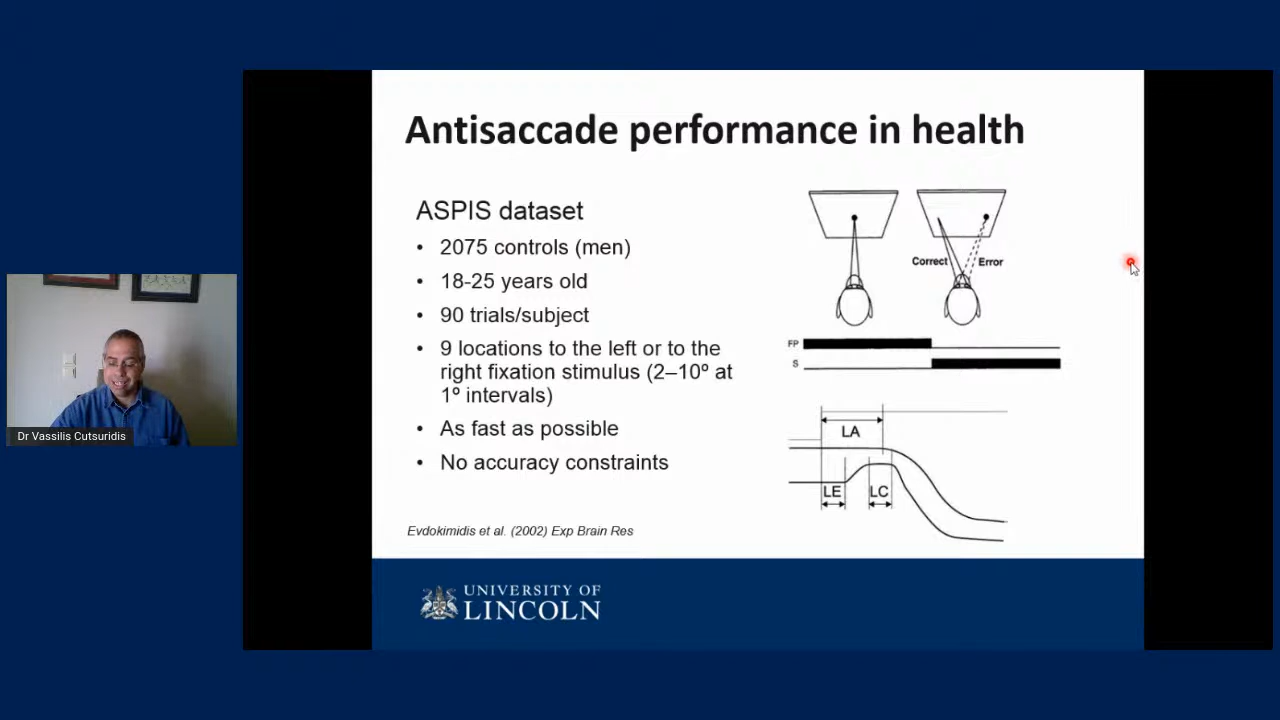 Antisaccade performance in health
ASPIS dataset
• 2075 controls (men)
• 18-25 years old
• 90 trials/subject
• 9 locations to the left or to the
right fixation stimulus (2–10º at
1º intervals)
• As fast as possible
• No accuracy constraints
Evdokimidis et al. (2002) Exp Brain Res
Correct
Error
FP
S
LA
LE
LC
UNIVERSITY OF
LINCOLN
Dr Vassilis Cutsuridis